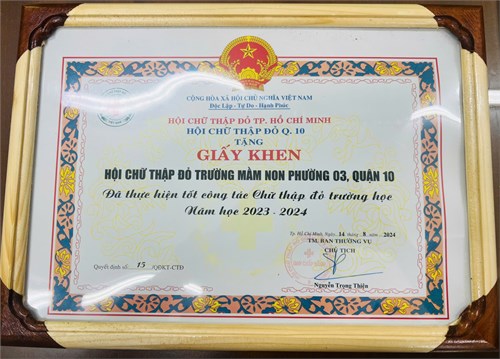 CỘNG HÒA XÃ HỘI CHỦ NGHĨA VIỆT NAM
Độc Lập - Tự Do - Hạnh Phúc
HỘI CHỮ THẬP ĐỎ TP. HỒ CHÍ MINH
HỘI CHỮ THẬP ĐỎ Q. 10
TẶNG
GIẤY KHEN
HỘI CHỮ THẬP ĐỎ TRƯỜNG MẦM NON PHƯỜNG 03, QUẬN 10
Đã thực hiện tốt công tác Chữ thập đỏ trường học
Năm học 2023 - 2024
Tp. Hồ Chí Minh, Ngày 14 tháng 8 năm 2024
TM. BAN THƯỜNG VỤ
CHỦ TỊCH
Quyết định số 15 /QĐKT-CTĐ
Nguyễn Trọng Thiện